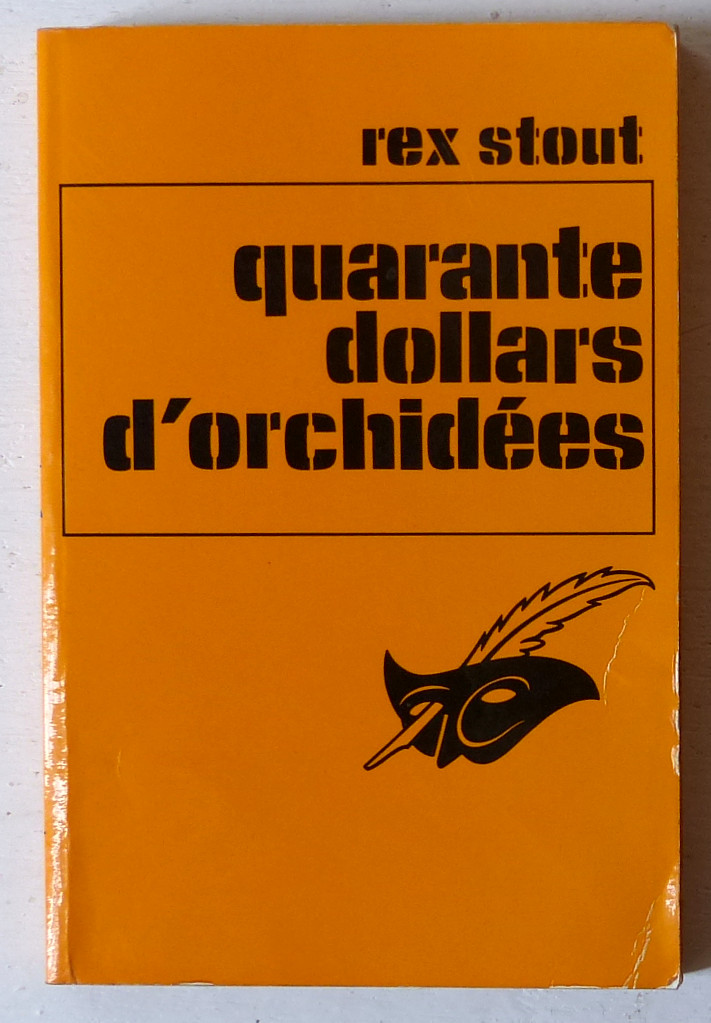 rex stout
quarante
dollars
d'orchidées